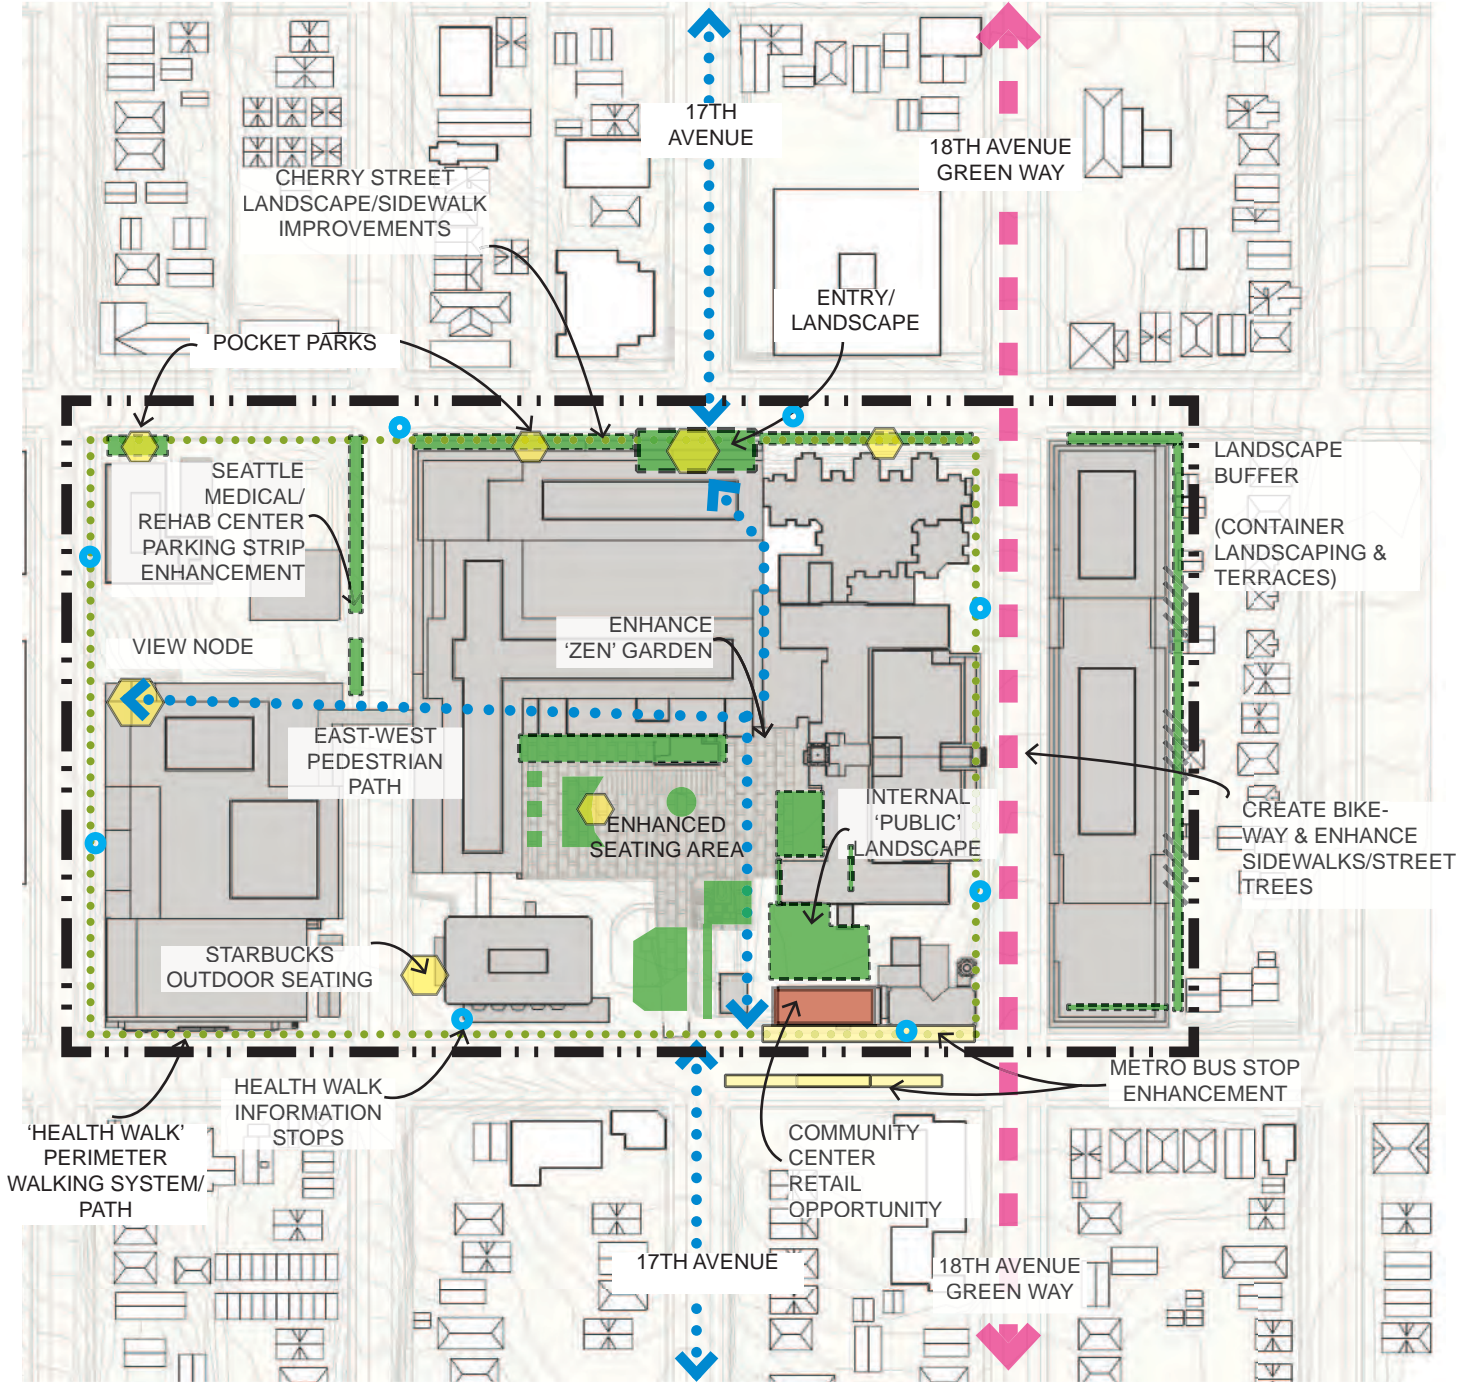 17TH
AVENUE
18TH AVENUE
GREEN WAY
CHERRY STREET
LANDSCAPE/SIDEWALK
IMPROVEMENTS
ENTRY/
LANDSCAPE
POCKET PARKS
SEATTLE
MEDICAL/
REHAB CENTER
PARKING STRIP
ENHANCEMENT
LANDSCAPE
BUFFER
(CONTAINER
LANDSCAPING &
TERRACES)
VIEW NODE
ENHANCE
‘ZEN’ GARDEN
EAST-WEST
PEDESTRIAN
PATH
INTERNAL
‘PUBLIC’
LANDSCAPE
ENHANCED
SEATING AREA
CREATE BIKE-
WAY & ENHANCE
SIDEWALKS/STREET
TREES
STARBUCKS
OUTDOOR SEATING
METRO BUS STOP
ENHANCEMENT
HEALTH WALK
INFORMATION
STOPS
‘HEALTH WALK’
PERIMETER
WALKING SYSTEM/
PATH
COMMUNITY
CENTER
RETAIL
OPPORTUNITY
17TH AVENUE
18TH AVENUE
GREEN WAY